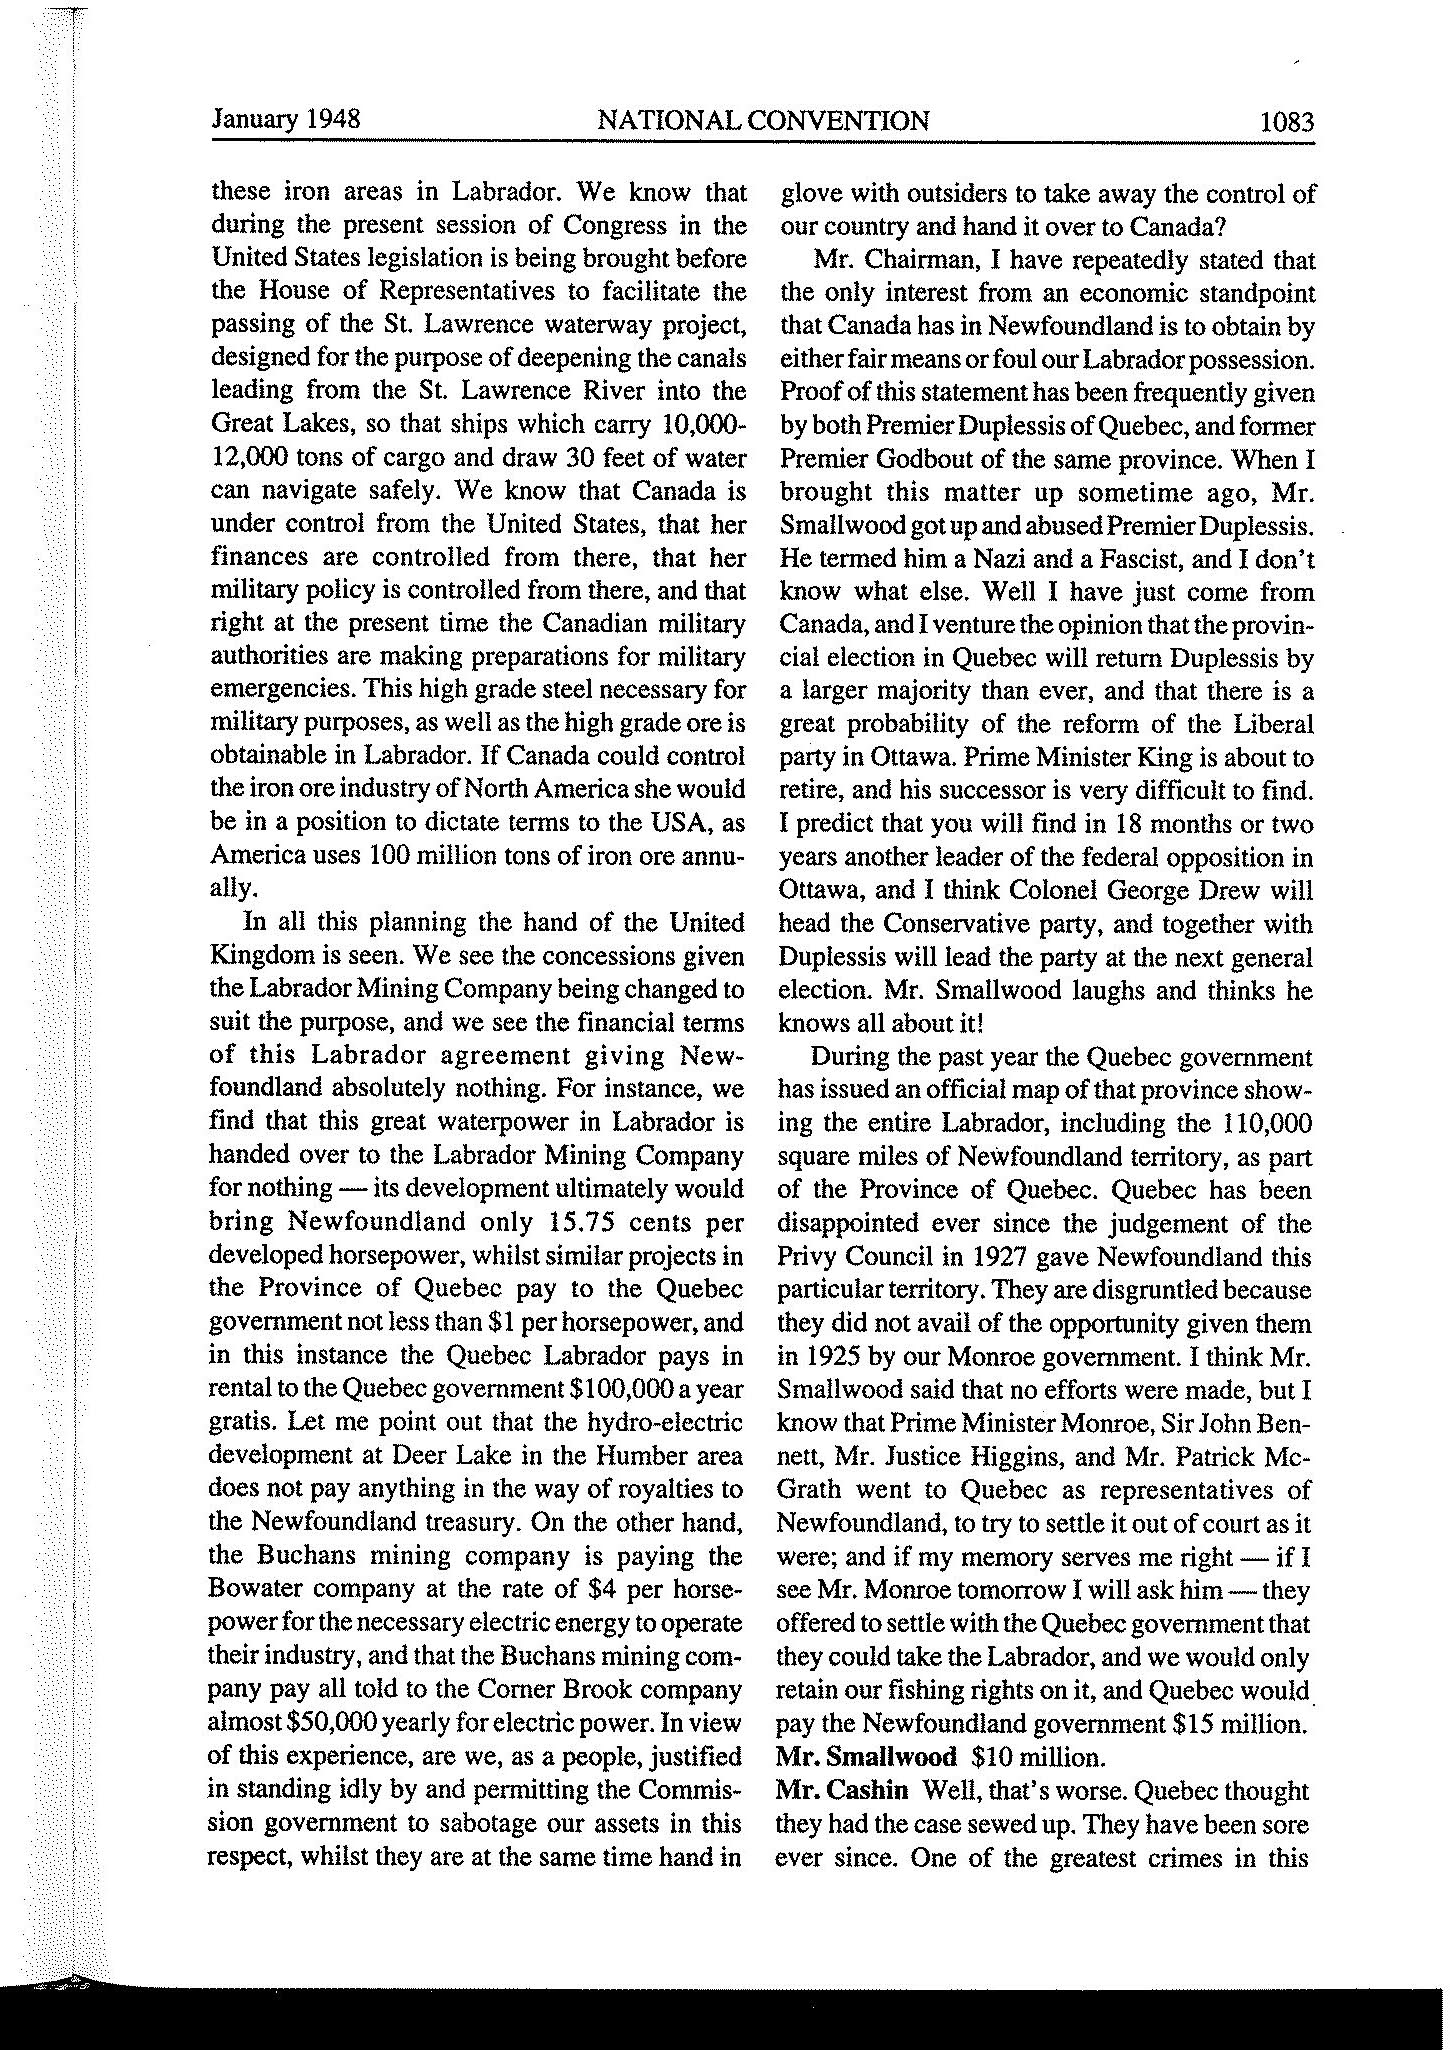 January 1948 NATIONAL CONVENTION 1083
these iron areas in Labrador. We know that
during the present session of Congress in the
United States legislation is being brought before
the House of Representatives to facilitate the
passing of the St. Lawrence waterway project,
designed for the purpose of deepening the canals
leading from the St. Lawrence River into the
Great Lakes, so that ships which carry 10,000-
12,000 tons of cargo and draw 30 feet of water
can navigate safely. We know that Canada is
under control from the United States, that her
finances are controlled from there, that her
military policy is controlled from there, and that
right at the present time the Canadian military
authorities are making preparations for military
emergencies. This high grade steel necessary for
military purposes, as well as the high grade ore is
obtainable in Labrador. If Canada could control
the iron ore industry of North America she would
be in a position to dictate terms to the USA, as
America uses 100 million tons of iron ore annu-
ally.
In all this planning the hand of the United
Kingdom is seen. We see the concessions given
the Labrador Mining Company being changed to
suit the purpose, and we see the financial terms
of this Labrador agreement giving New-
foundland absolutely nothing. For instance, we
find that this great waterpower in Labrador is
handed over to the Labrador Mining Company
for nothing — its development ultimately would
bring Newfoundland only 15.75 cents per
developed horsepower, whilst similar projects in
the Province of Quebec pay to the Quebec
government not less than $1 per horsepower, and
in this instance the Quebec Labrador pays in
rental to the Quebec government $100,000 a year
gratis. Let me point out that the hydro-electric
development at Deer Lake in the Humber area
does not pay anything in the way of royalties to
the Newfoundland treasury. On the other hand,
the Buchans mining company is paying the
Bowater company at the rate of $4 per horse-
power for the necessary electric energy to operate
their industry, and that the Buchans mining com-
pany pay all told to the Corner Brook company
almost $50,000 yearly for electric power. In view
of this experience, are we, as a people, justified
in standing idly by and permitting the Commis-
sion government to sabotage our assets in this
respect, whilst they are at the same time hand in
glove with outsiders to take away the control of
our country and hand it over to Canada?
Mr. Chairman, I have repeatedly stated that
the only interest from an economic standpoint
that Canada has in Newfoundland is to obtain by
either fair means or foul our Labrador possession.
Proof of this statement has been frequently given
by both Premier Duplessis of Quebec, and former
Premier Godbout of the same province. When I
brought this matter up sometime ago, Mr.
Smallwood got up and abused Premier Duplessis.
He termed him a Nazi and a Fascist, and I don't
know what else. Well I have just come from
Canada, and I venture the opinion that the provin-
cial election in Quebec will return Duplessis by
a larger majority than ever, and that there is a
great probability of the reform of the Liberal
party in Ottawa. Prime Minister King is about to
retire, and his successor is very difficult to find.
I predict that you will find in 18 months or two
years another leader of the federal opposition in
Ottawa, and I think Colonel George Drew will
head the Conservative party, and together with
Duplessis will lead the party at the next general
election. Mr. Smallwood laughs and thinks he
knows all about it!
During the past year the Quebec government
has issued an official map of that province show-
ing the entire Labrador, including the 110,000
square miles of Newfoundland territory, as part
of the Province of Quebec. Quebec has been
disappointed ever since the judgement of the
Privy Council in 1927 gave Newfoundland this
particular territory. They are disgruntled because
they did not avail of the opportunity given them
in 1925 by our Monroe government. I think Mr.
Smallwood said that no efforts were made, but I
know that Prime Minister Monroe, Sir John Ben-
nett, Mr. Justice Higgins, and Mr. Patrick Mc-
Grath went to Quebec as representatives of
Newfoundland, to try to settle it out of court as it
were; and if my memory serves me right — if I
see Mr. Monroe tomorrow I will ask him — they
offered to settle with the Quebec government that
they could take the Labrador, and we would only
retain our fishing rights on it, and Quebec would
pay the Newfoundland government $15 million.
Mr. Smallwood $10 million.
Mr. Cashin Well, that's worse. Quebec thought
they had the case sewed up. They have been sore
ever since. One of the greatest crimes in this